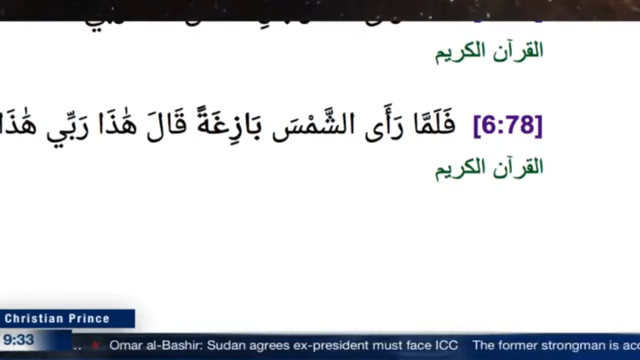 القرآن الكريم
[6:78] فَلَمَّا رَأَى الشَّمْسَ بَازِغَةً قَالَ هَٰذَا رَبِّي هَٰذَا
القرآن الكريم
Christian Prince
9:33
.. Omar al-Bashir: Sudan agrees ex-president must face ICC The former strongman is acc